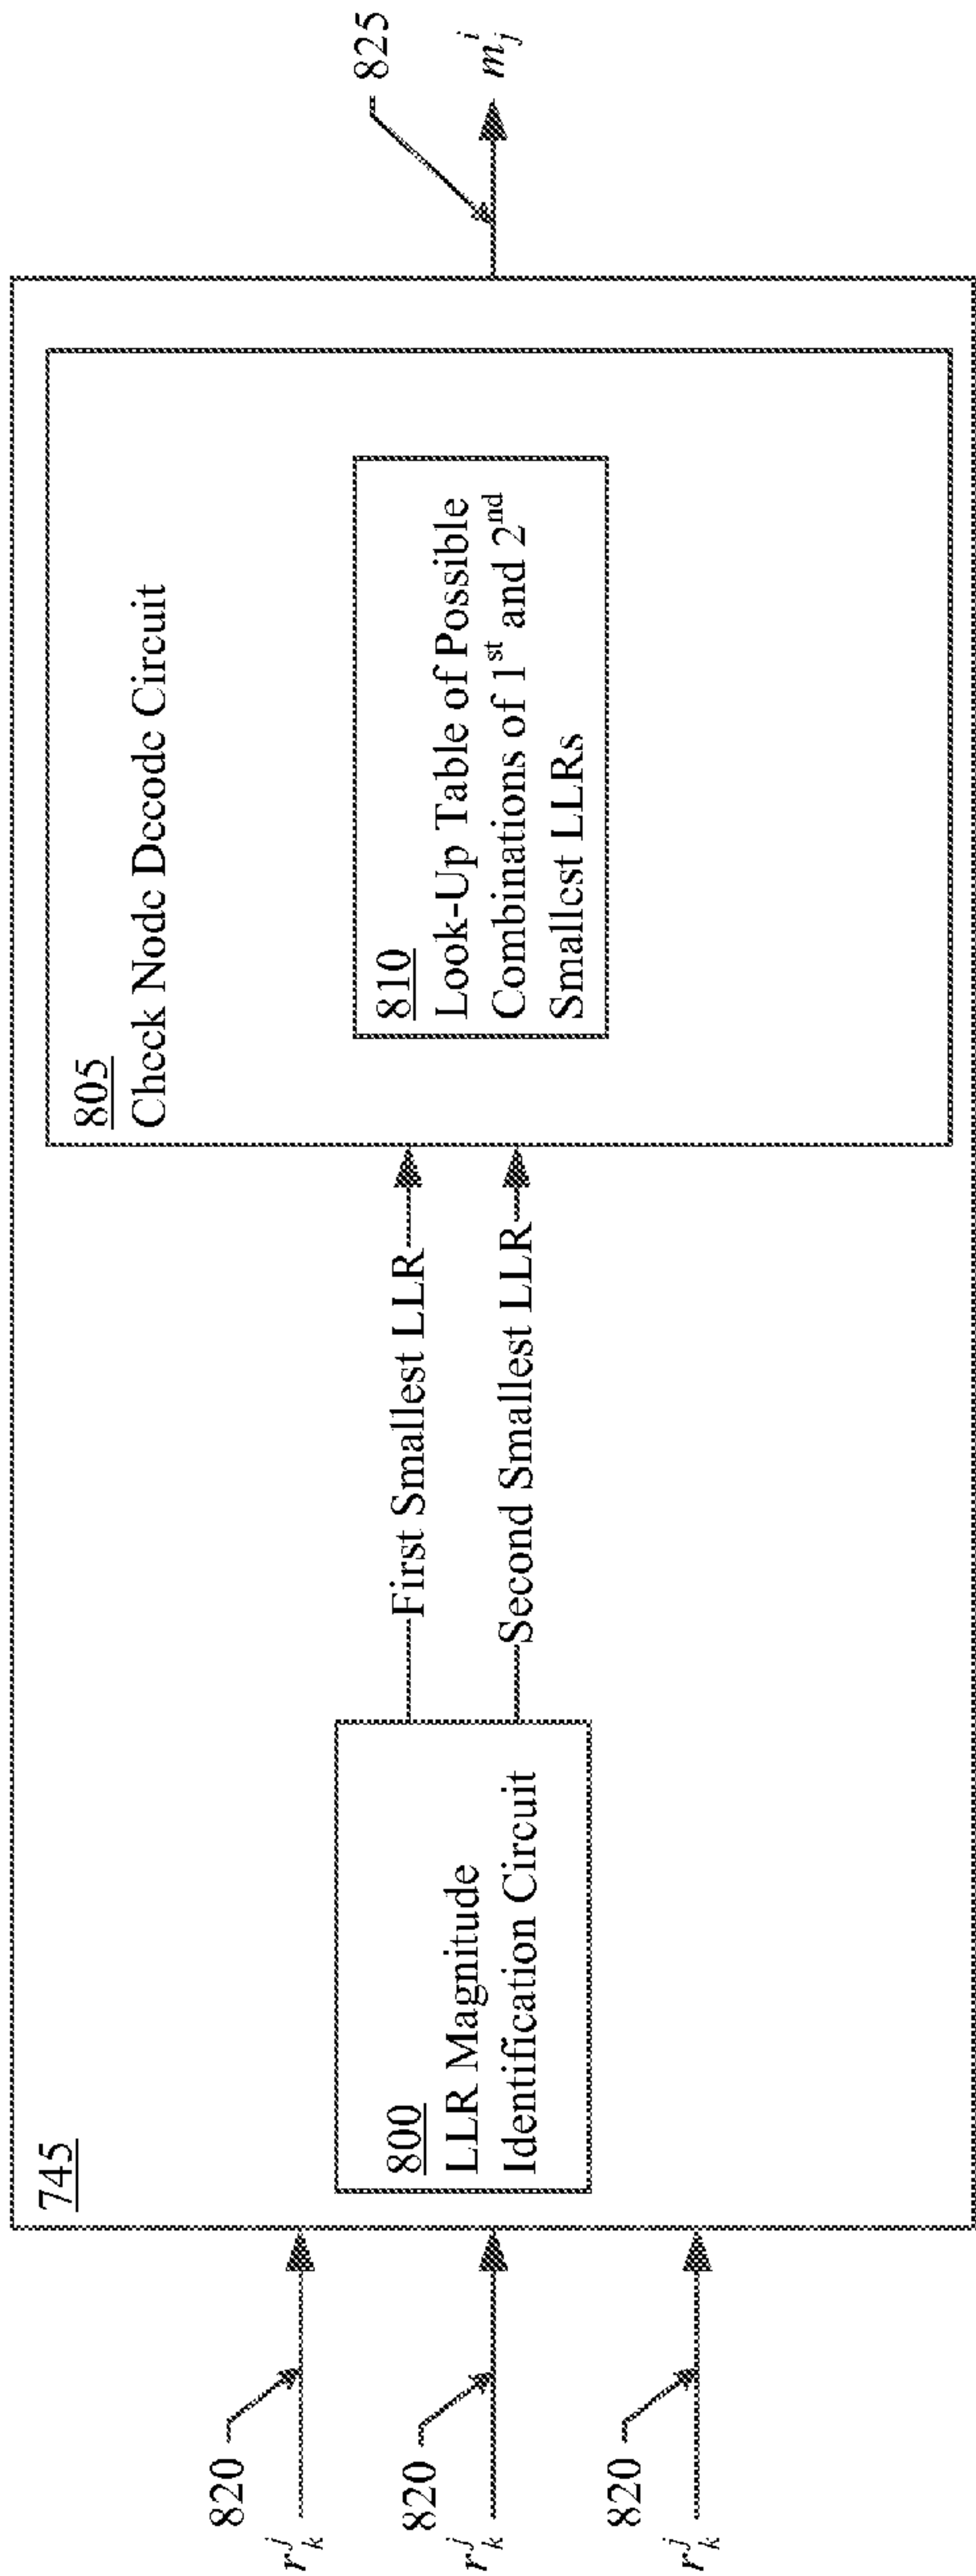 745
820
r_k^j
820
r_k^j
820
r_k^j
800
LLR Magnitude
Identification Circuit
First Smallest LLR
Second Smallest LLR
805
Check Node Decode Circuit
810
Look-Up Table of Possible
Combinations of 1st and 2nd
Smallest LLRs
825
m_j^i